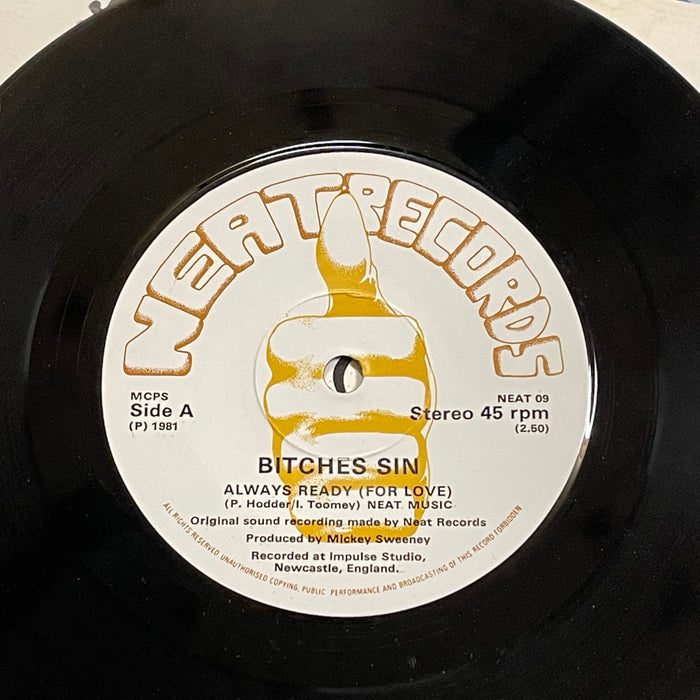 NEAT RECORDS
MCPS
Side A
(P) 1981
NEAT 09
Stereo 45 rpm
(2.50)
BITCHES SIN
ALWAYS READY (FOR LOVE)
(P. Hodder/I. Toomey) NEAT MUSIC
Original sound recording made by Neat Records
Produced by Mickey Sweeney
Recorded at Impulse Studio,
Newcastle, England.
ALL RIGHTS RESERVED. UNAUTHORISED COPYING, PUBLIC PERFORMANCE AND BROADCASTING OF THIS RECORD FORBIDDEN